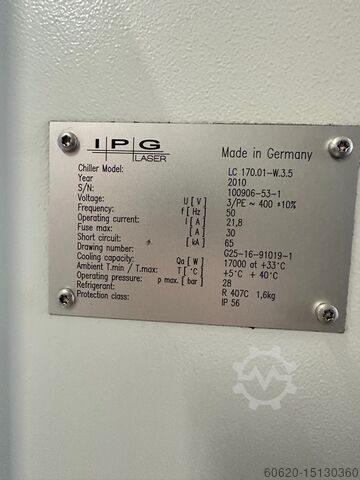 IPG
LASER
Made in Germany
Chiller Model: LC 170.01-W.3.5
Year 2010
S/N: 100906-53-1
Voltage: U [ V ] 3/PE ~ 400 ±10%
Frequency: f [ Hz ] 50
Operating current: I [ A ] 21,8
Fuse max: [ A ] 30
Short circuit: [ kA ] 65
Drawing number: G25-16-91019-1
Cooling capacity: Qa [ W ] 17000 at +33°C
Ambient T.min / T.max: T [ °C ] +5°C + 40°C
Operating pressure: p max. [ bar ] 28
Refrigerant: R 407C 1,6kg
Protection class: IP 56
60620-15130360